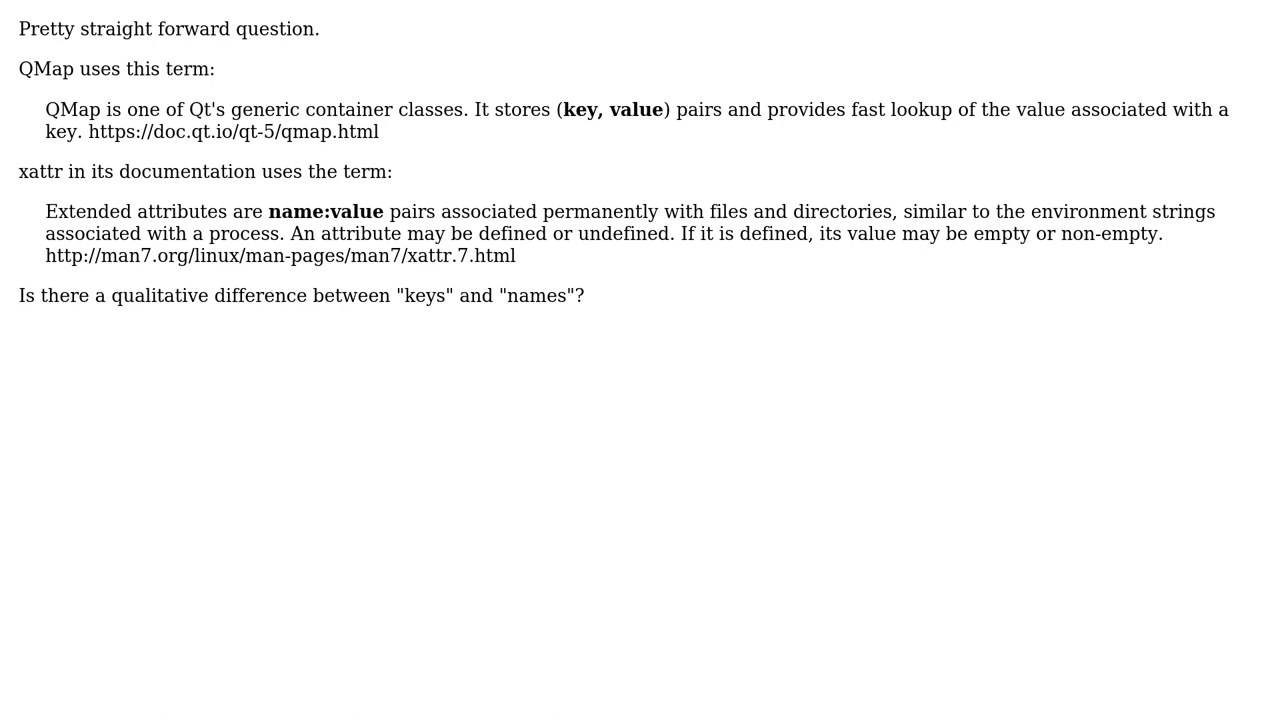 Pretty straight forward question.
QMap uses this term:
QMap is one of Qt's generic container classes. It stores (key, value) pairs and provides fast lookup of the value associated with a
key. https://doc.qt.io/qt-5/qmap.html
xattr in its documentation uses the term:
Extended attributes are name:value pairs associated permanently with files and directories, similar to the environment strings
associated with a process. An attribute may be defined or undefined. If it is defined, its value may be empty or non-empty.
http://man7.org/linux/man-pages/man7/xattr.7.html
Is there a qualitative difference between "keys" and "names"?